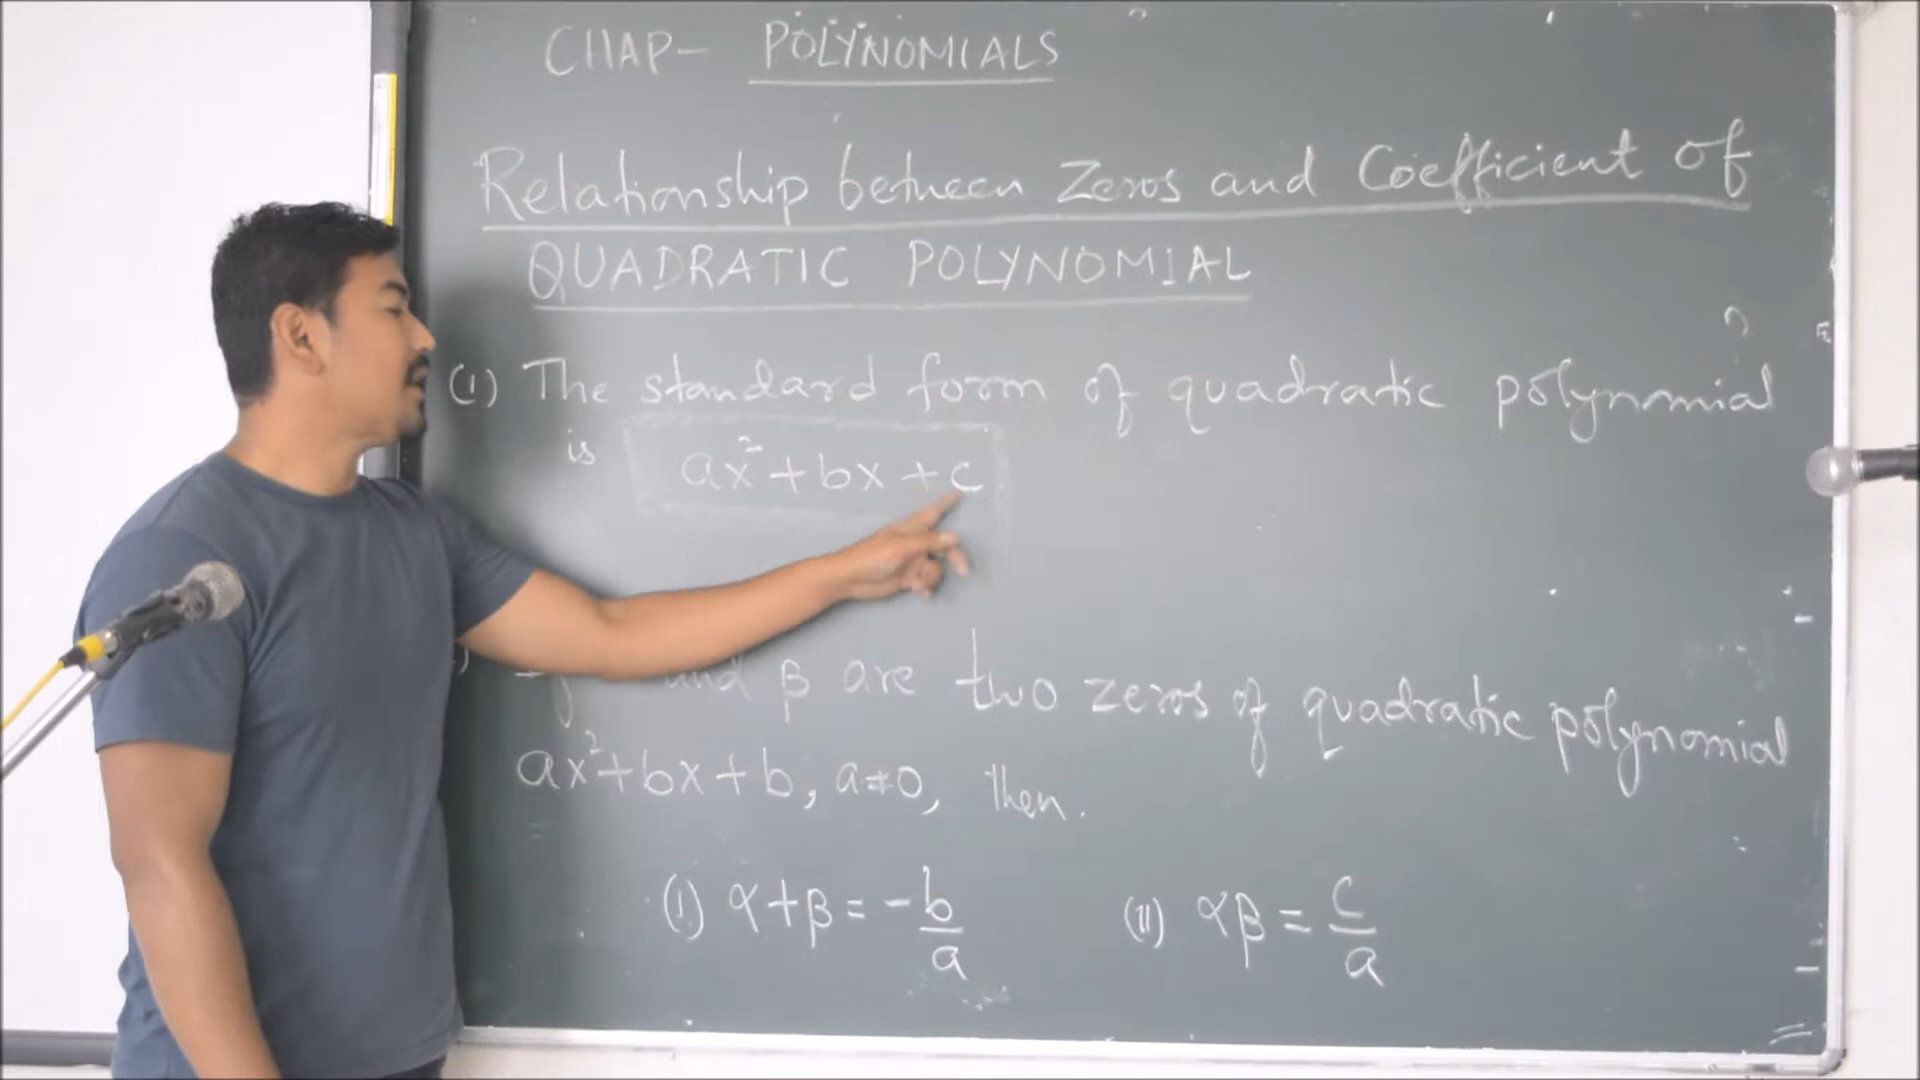 CHAP- POLYNOMIALS
Relationship between Zeros and Coefficient of
QUADRATIC POLYNOMIAL
(1) The standard form of quadratic polynomial
is ax²+bx+c
and β are two zeros of quadratic polynomial
ax²+bx+b, a≠0, then.
(I) α+β = -b/a (II) αβ = c/a